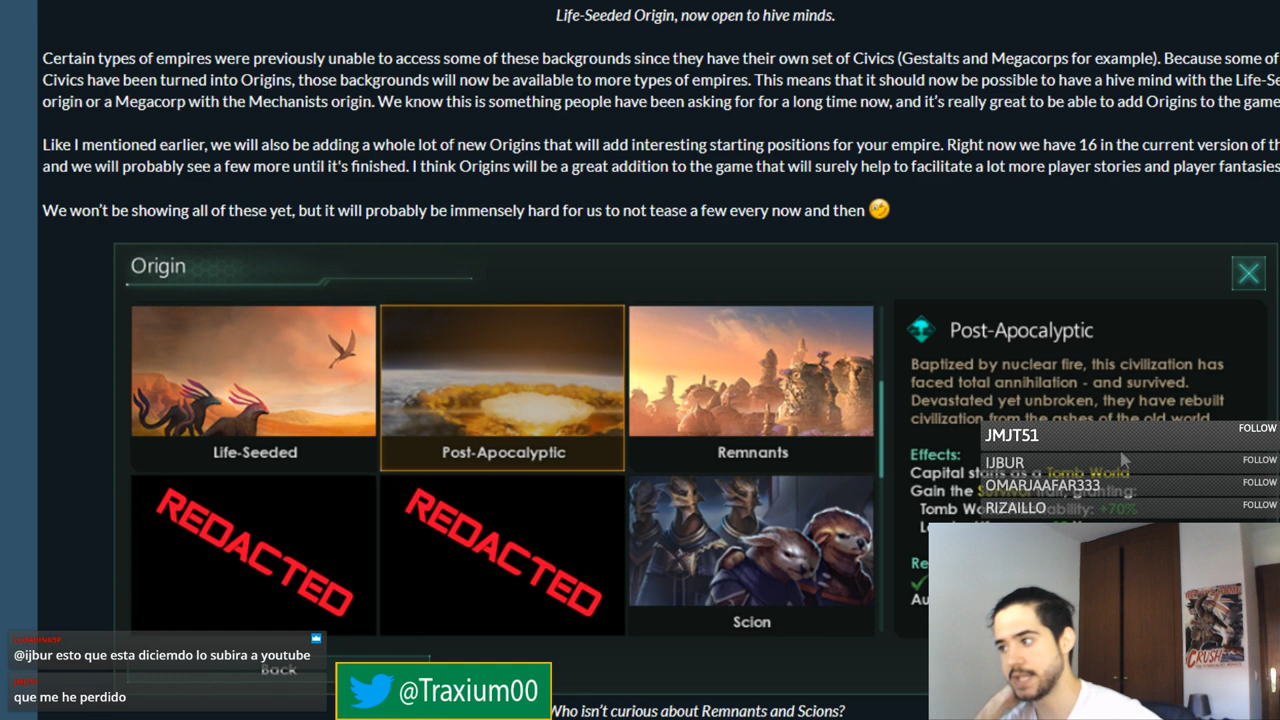 Life-Seeded Origin, now open to hive minds.
Certain types of empires were previously unable to access some of these backgrounds since they have their own set of Civics (Gestalts and Megacorps for example). Because some of
Civics have been turned into Origins, those backgrounds will now be available to more types of empires. This means that it should now be possible to have a hive mind with the Life-Se
origin or a Megacorp with the Mechanists origin. We know this is something people have been asking for for a long time now, and it's really great to be able to add Origins to the game
Like I mentioned earlier, we will also be adding a whole lot of new Origins that will add interesting starting positions for your empire. Right now we have 16 in the current version of th
and we will probably see a few more until it's finished. I think Origins will be a great addition to the game that will surely help to facilitate a lot more player stories and player fantasies
We won't be showing all of these yet, but it will probably be immensely hard for us to not tease a few every now and then
Origin
Life-Seeded
Post-Apocalyptic
Remnants
REDACTED
REDACTED
Scion
Back
Post-Apocalyptic
Baptized by nuclear fire, this civilization has
faced total annihilation - and survived.
Devastated yet unbroken, they have rebuilt
civilization from the ashes of the old world.
Effects:
Capital starts as a Tomb World
Gain the Survivor trait, granting:
Tomb World Habitability: +70%
Re
Au
JMJT51 FOLLOW
IJBUR FOLLOW
OMARJAAFAR333 FOLLOW
RIZAILLO FOLLOW
CRUSH
@ijbur esto que esta diciemdo lo subira a youtube
que me he perdido
@Traxium00
Who isn't curious about Remnants and Scions?